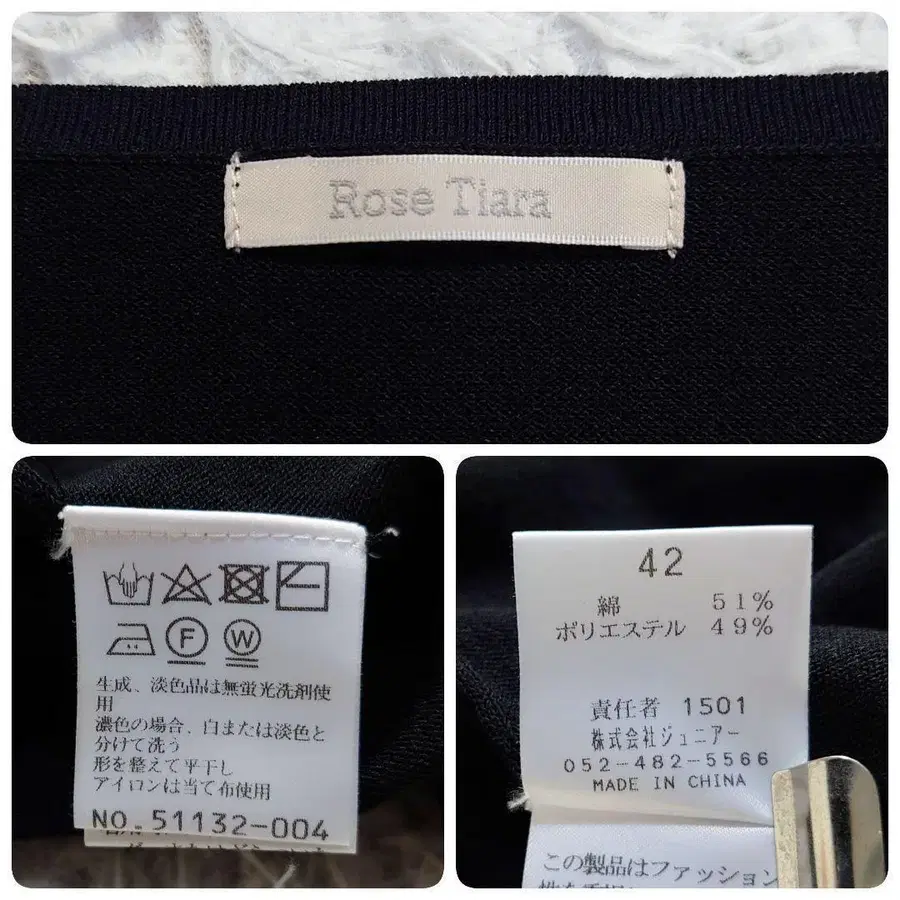 Rose Tiara
F W
生成、淡色品は無蛍光洗剤使
用
濃色の場合、白または淡色と
分けて洗う
形を整えて平干し
アイロンは当て布使用
NO.51132-004
42
綿 51%
ポリエステル 49%
責任者 1501
株式会社ジュニアー
052-482-5566
MADE IN CHINA
この製品はファッション